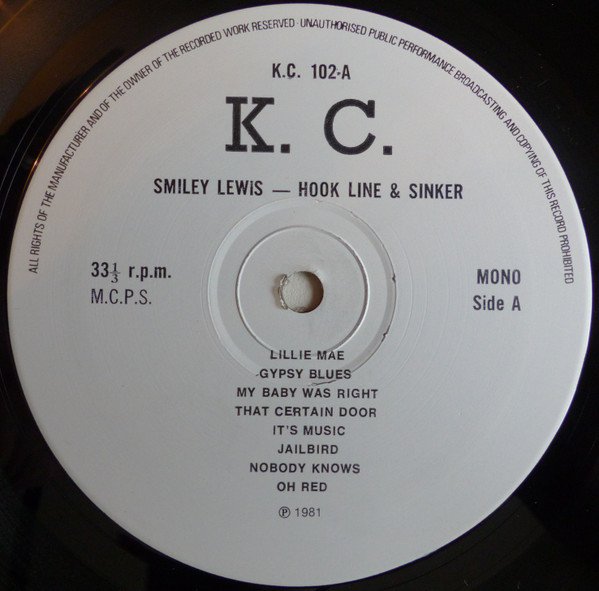 ALL RIGHTS OF THE MANUFACTURER AND OF THE OWNER OF THE RECORDED WORK RESERVED · UNAUTHORISED PUBLIC PERFORMANCE BROADCASTING AND COPYING OF THIS RECORD PROHIBITED
K.C. 102-A
K. C.
SMILEY LEWIS — HOOK LINE & SINKER
33⅓ r.p.m.
M.C.P.S.
MONO
Side A
LILLIE MAE
GYPSY BLUES
MY BABY WAS RIGHT
THAT CERTAIN DOOR
IT'S MUSIC
JAILBIRD
NOBODY KNOWS
OH RED
℗ 1981